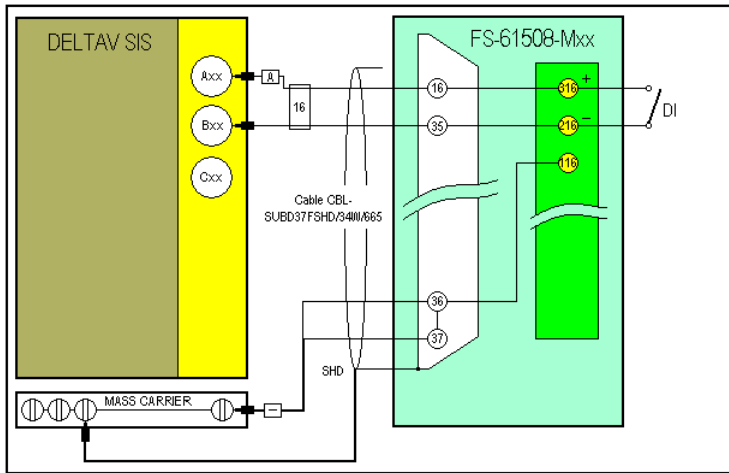 DELTAV SIS
FS-61508-Mxx
Axx
A
16
16
316
+
DI
Bxx
35
216
−
Cxx
116
Cable CBL-
SUBD37FSHD/34W/665
36
37
SHD
MASS CARRIER
−